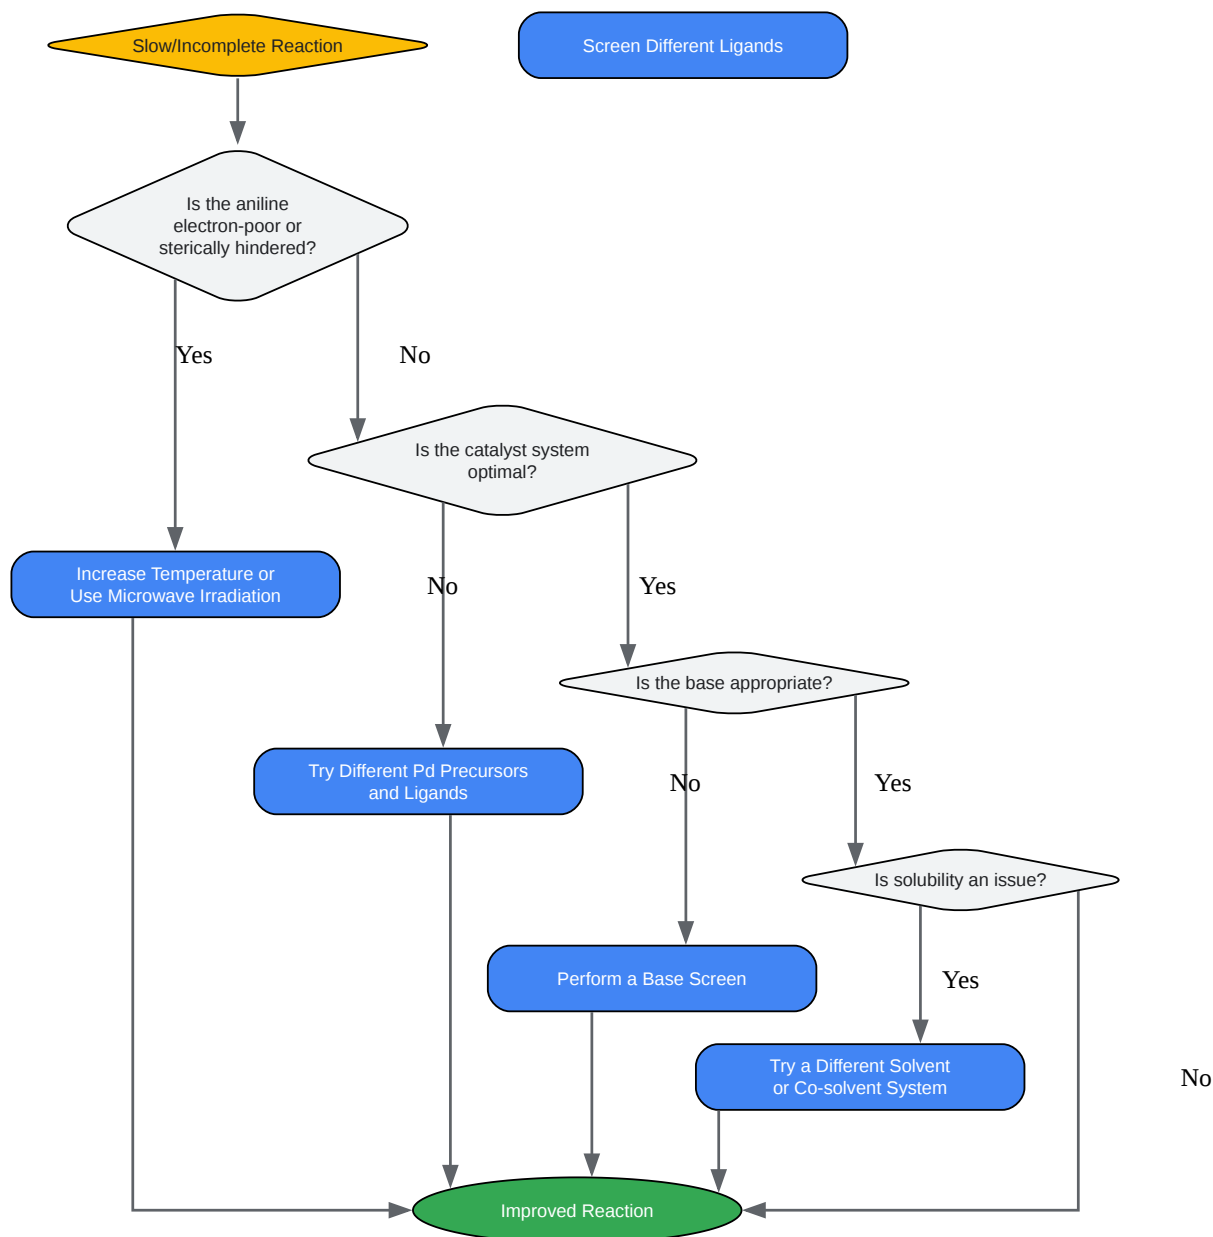 Slow/Incomplete Reaction
Screen Different Ligands
Is the aniline
electron-poor or
sterically hindered?
Yes
No
Is the catalyst system
optimal?
Increase Temperature or
Use Microwave Irradiation
No
Yes
Is the base appropriate?
Try Different Pd Precursors
and Ligands
No
Yes
Is solubility an issue?
Perform a Base Screen
Yes
Try a Different Solvent
or Co-solvent System
No
Improved Reaction